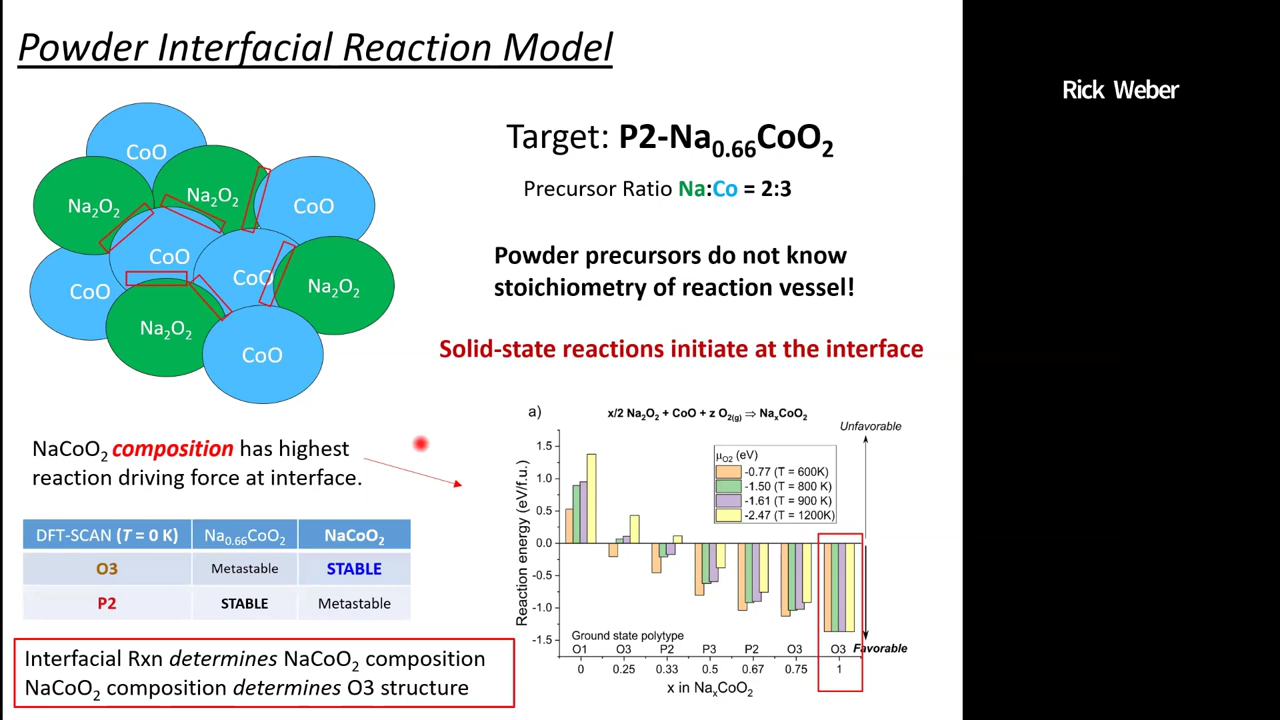 Powder Interfacial Reaction Model
Rick Weber
CoO
Na₂O₂
Na₂O₂
CoO
CoO
CoO
CoO
Na₂O₂
Na₂O₂
CoO
Target: P2-Na₀.₆₆CoO₂
Precursor Ratio Na:Co = 2:3
Powder precursors do not know
stoichiometry of reaction vessel!
Solid-state reactions initiate at the interface
NaCoO₂ composition has highest
reaction driving force at interface.
DFT-SCAN (T = 0 K) Na₀.₆₆CoO₂ NaCoO₂
O3 Metastable STABLE
P2 STABLE Metastable
Interfacial Rxn determines NaCoO₂ composition
NaCoO₂ composition determines O3 structure
a) x/2 Na₂O₂ + CoO + z O₂₍g₎ ⇒ NaₓCoO₂
Unfavorable
μO2 (eV)
-0.77 (T = 600K)
-1.50 (T = 800 K)
-1.61 (T = 900 K)
-2.47 (T = 1200K)
Reaction energy (eV/f.u.)
1.5
1.0
0.5
0.0
-0.5
-1.0
-1.5
Ground state polytype
O1 O3 P2 P3 P2 O3 O3
Favorable
0 0.25 0.33 0.5 0.67 0.75 1
x in NaₓCoO₂